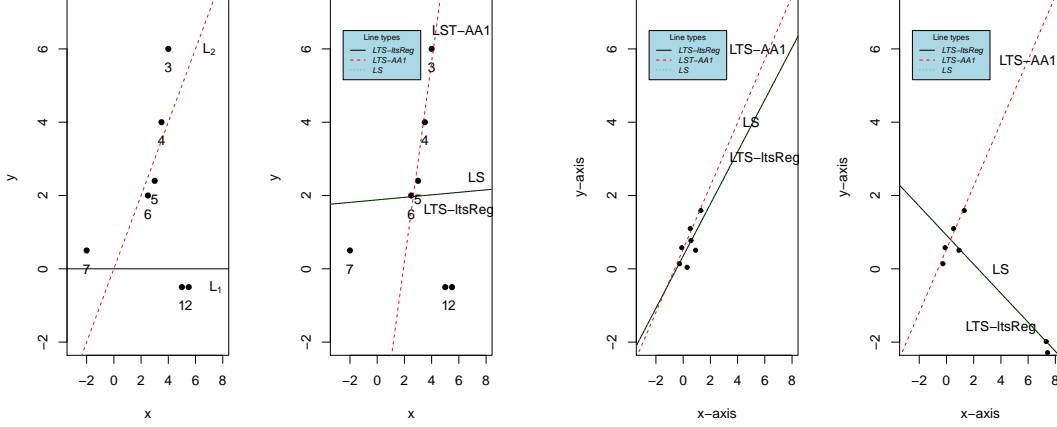 6
4
2
0
−2
y
L2
3
4
5
6
7
L1
12
−2 0 2 4 6 8
x
6
4
2
0
−2
y
LST−AA1
Line types
LTS−ltsReg
LTS−AA1
LS
3
4
LS
5
6
LTS−ltsReg
7
12
−2 0 2 4 6 8
x
6
4
2
0
−2
y−axis
Line types
LTS−ltsReg
LST−AA1
LS
LTS−AA1
LS
LTS−ltsReg
−2 0 2 4 6 8
x−axis
6
4
2
0
−2
y−axis
Line types
LTS−ltsReg
LTS−AA1
LS
LTS−AA1
LS
LTS−ltsReg
−2 0 2 4 6 8
x−axis